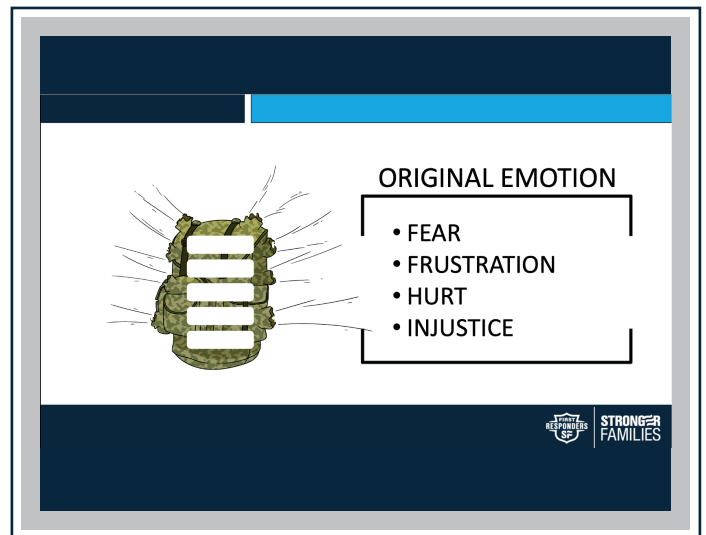 ORIGINAL EMOTION
• FEAR
• FRUSTRATION
• HURT
• INJUSTICE
FIRST
RESPONDERS
SF
STRONGER
FAMILIES